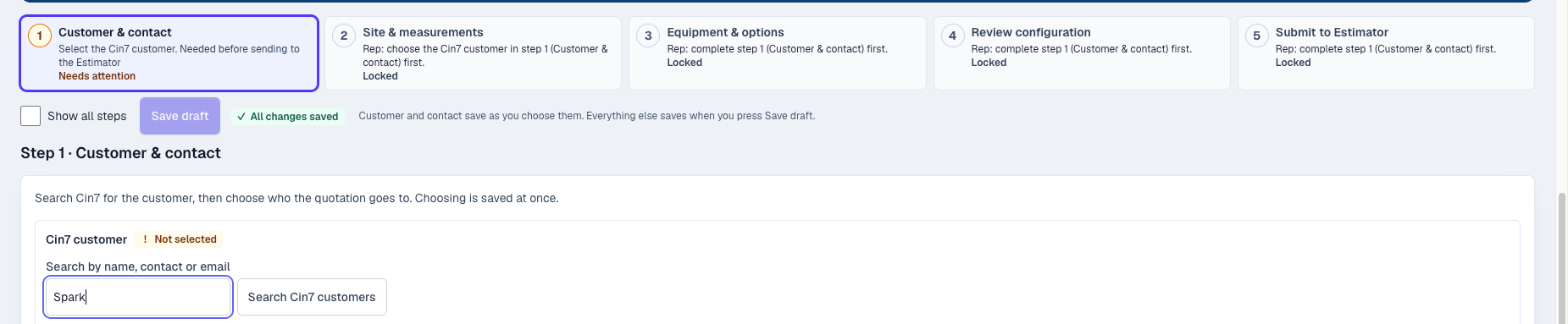 1
Customer & contact
Select the Cin7 customer. Needed before sending to
the Estimator
Needs attention
2
Site & measurements
Rep: choose the Cin7 customer in step 1 (Customer &
contact) first.
Locked
3
Equipment & options
Rep: complete step 1 (Customer & contact) first.
Locked
4
Review configuration
Rep: complete step 1 (Customer & contact) first.
Locked
5
Submit to Estimator
Rep: complete step 1 (Customer & contact) first.
Locked
Show all steps
Save draft
✓ All changes saved
Customer and contact save as you choose them. Everything else saves when you press Save draft.
Step 1 · Customer & contact
Search Cin7 for the customer, then choose who the quotation goes to. Choosing is saved at once.
Cin7 customer
! Not selected
Search by name, contact or email
Spark
Search Cin7 customers